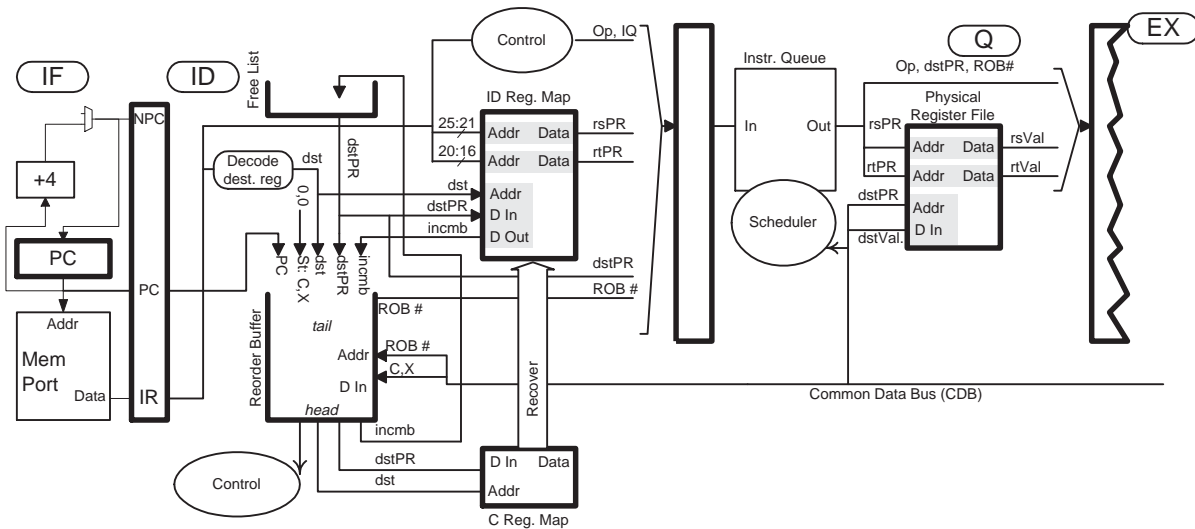 IF
ID
Q
EX
NPC
+4
PC
Addr
Mem
Port
Data
PC
IR
Free List
dstPR
Decode
dest. reg
dst
0,0
Control
Op, IQ
ID Reg. Map
25:21
Addr
Data
rsPR
20:16
Addr
Data
rtPR
dst
Addr
dstPR
D In
incmb
D Out
PC
St: C,X
dst
dstPR
incmb
dstPR
ROB #
ROB #
Reorder Buffer
tail
Addr
ROB #
C,X
D In
head
incmb
Control
dstPR
dst
Recover
D In
Data
Addr
C Reg. Map
Instr. Queue
In
Out
Scheduler
Op, dstPR, ROB#
Physical
Register File
rsPR
Addr
Data
rsVal
rtPR
Addr
Data
rtVal
dstPR
Addr
D In
dstVal.
Common Data Bus (CDB)